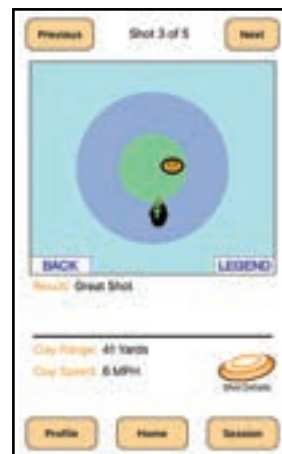 Previous Shot 3 of 5 Next
BACK LEGEND
Result: Great Shot
Clay Range: 41 Yards
Clay Speed: 6 MPH
Shot Details
Profile Home Session